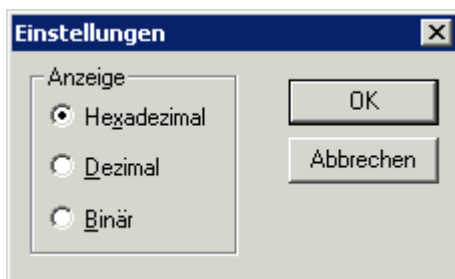 Einstellungen
Anzeige
Hexadezimal
Dezimal
Binär
OK
Abbrechen